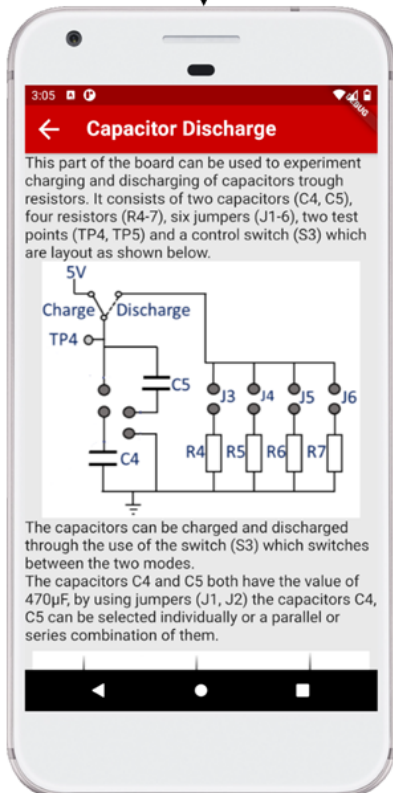 3:05
DEBUG
Capacitor Discharge
This part of the board can be used to experiment
charging and discharging of capacitors trough
resistors. It consists of two capacitors (C4, C5),
four resistors (R4-7), six jumpers (J1-6), two test
points (TP4, TP5) and a control switch (S3) which
are layout as shown below.
5V
Charge Discharge
TP4
C5 J3 J4 J5 J6
C4 R4 R5 R6 R7
The capacitors can be charged and discharged
through the use of the switch (S3) which switches
between the two modes.
The capacitors C4 and C5 both have the value of
470µF, by using jumpers (J1, J2) the capacitors C4,
C5 can be selected individually or a parallel or
series combination of them.